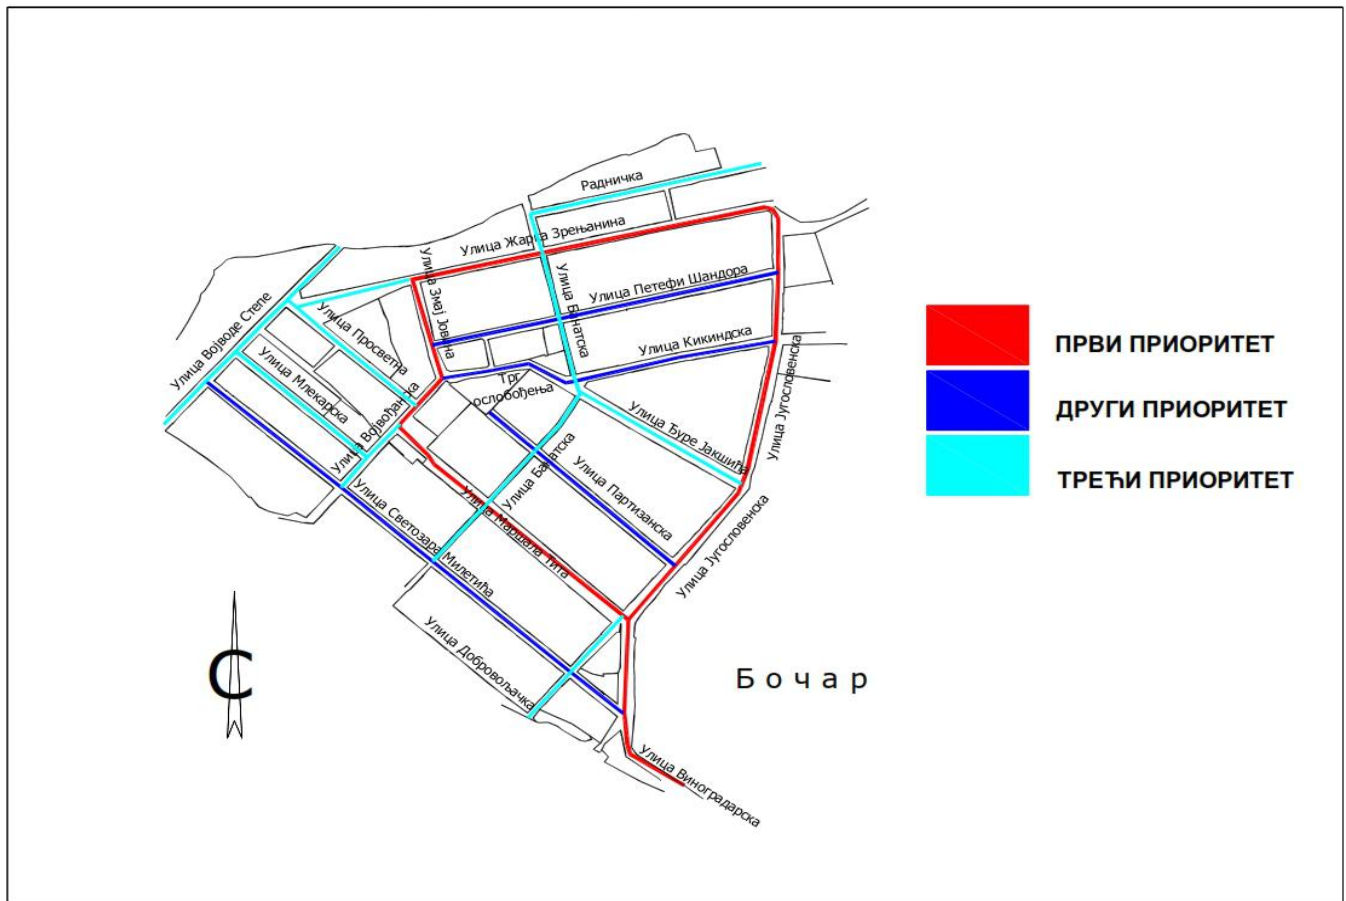 Радничка
Улица Жарка Зрењанина
Улица Змај Јовина
Улица Банатска
Улица Петефи Шандора
Улица Кикиндска
Улица Југословенска
Улица Војводе Степе
Улица Просветна
Улица Млекарска
Улица Војвођанска
Трг
ослобођења
Улица Ђуре Јакшића
Улица Банатска
Улица Партизанска
Улица Југословенска
Улица Маршала Тита
Улица Светозара Милетића
Улица Добровољачка
Улица Виноградарска
Бочар
С
ПРВИ ПРИОРИТЕТ
ДРУГИ ПРИОРИТЕТ
ТРЕЋИ ПРИОРИТЕТ